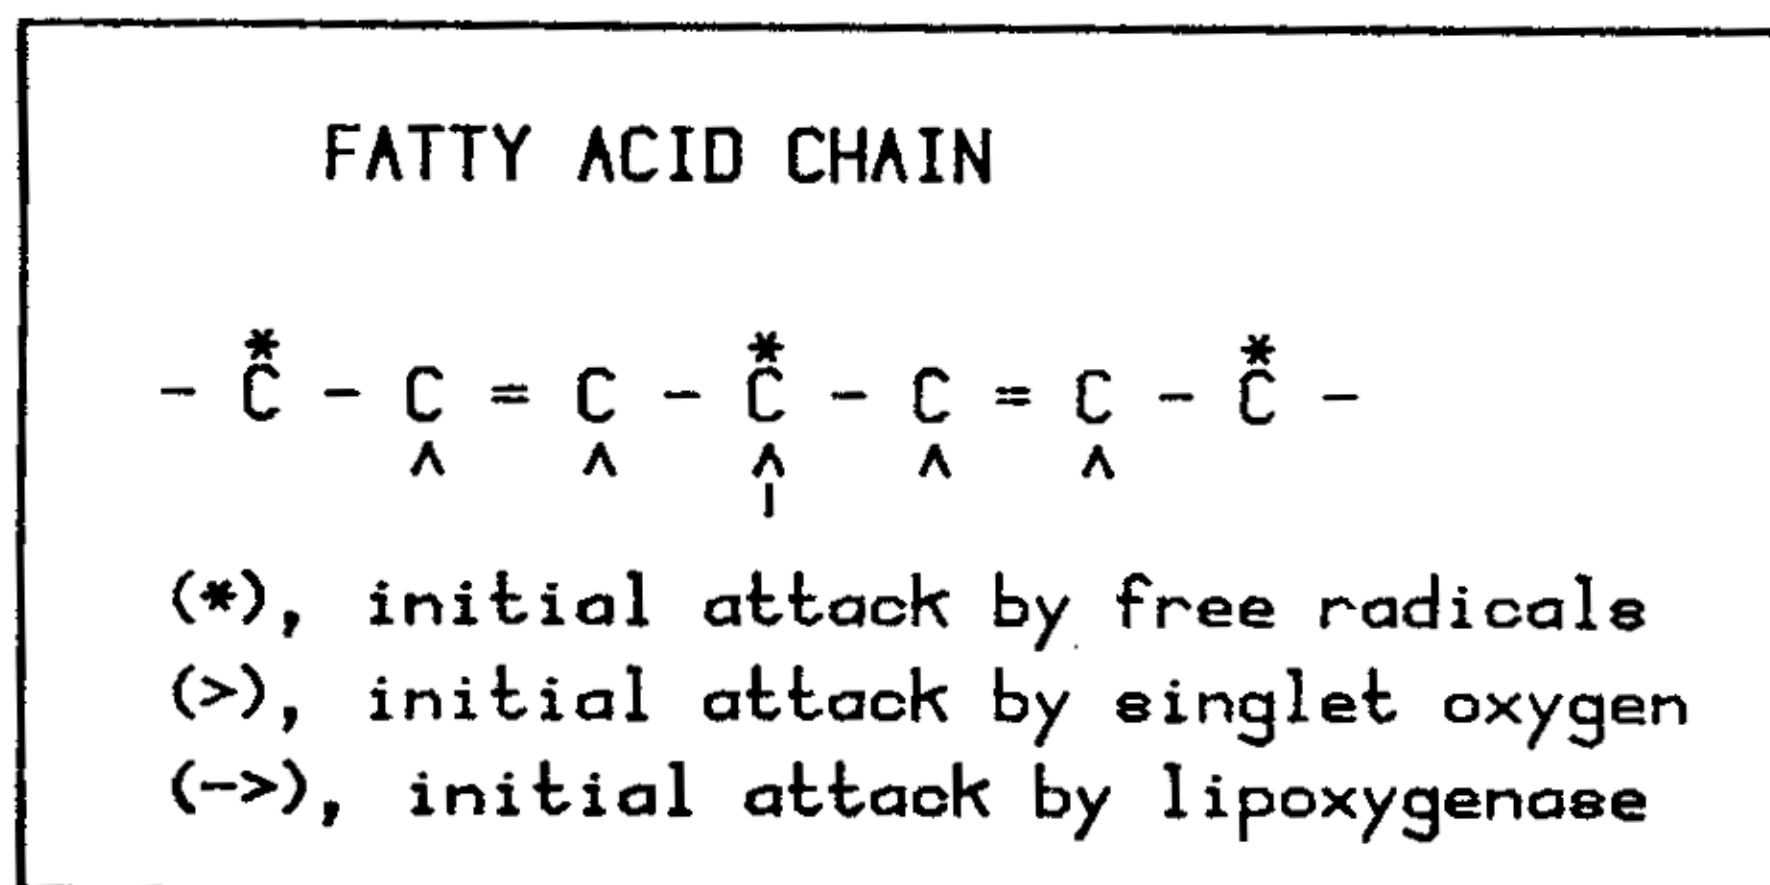 FATTY ACID CHAIN
* * *
- C - C = C - C - C = C - C -
^ ^ ^ ^ ^
|
(*), initial attack by free radicals
(>), initial attack by singlet oxygen
(->), initial attack by lipoxygenase